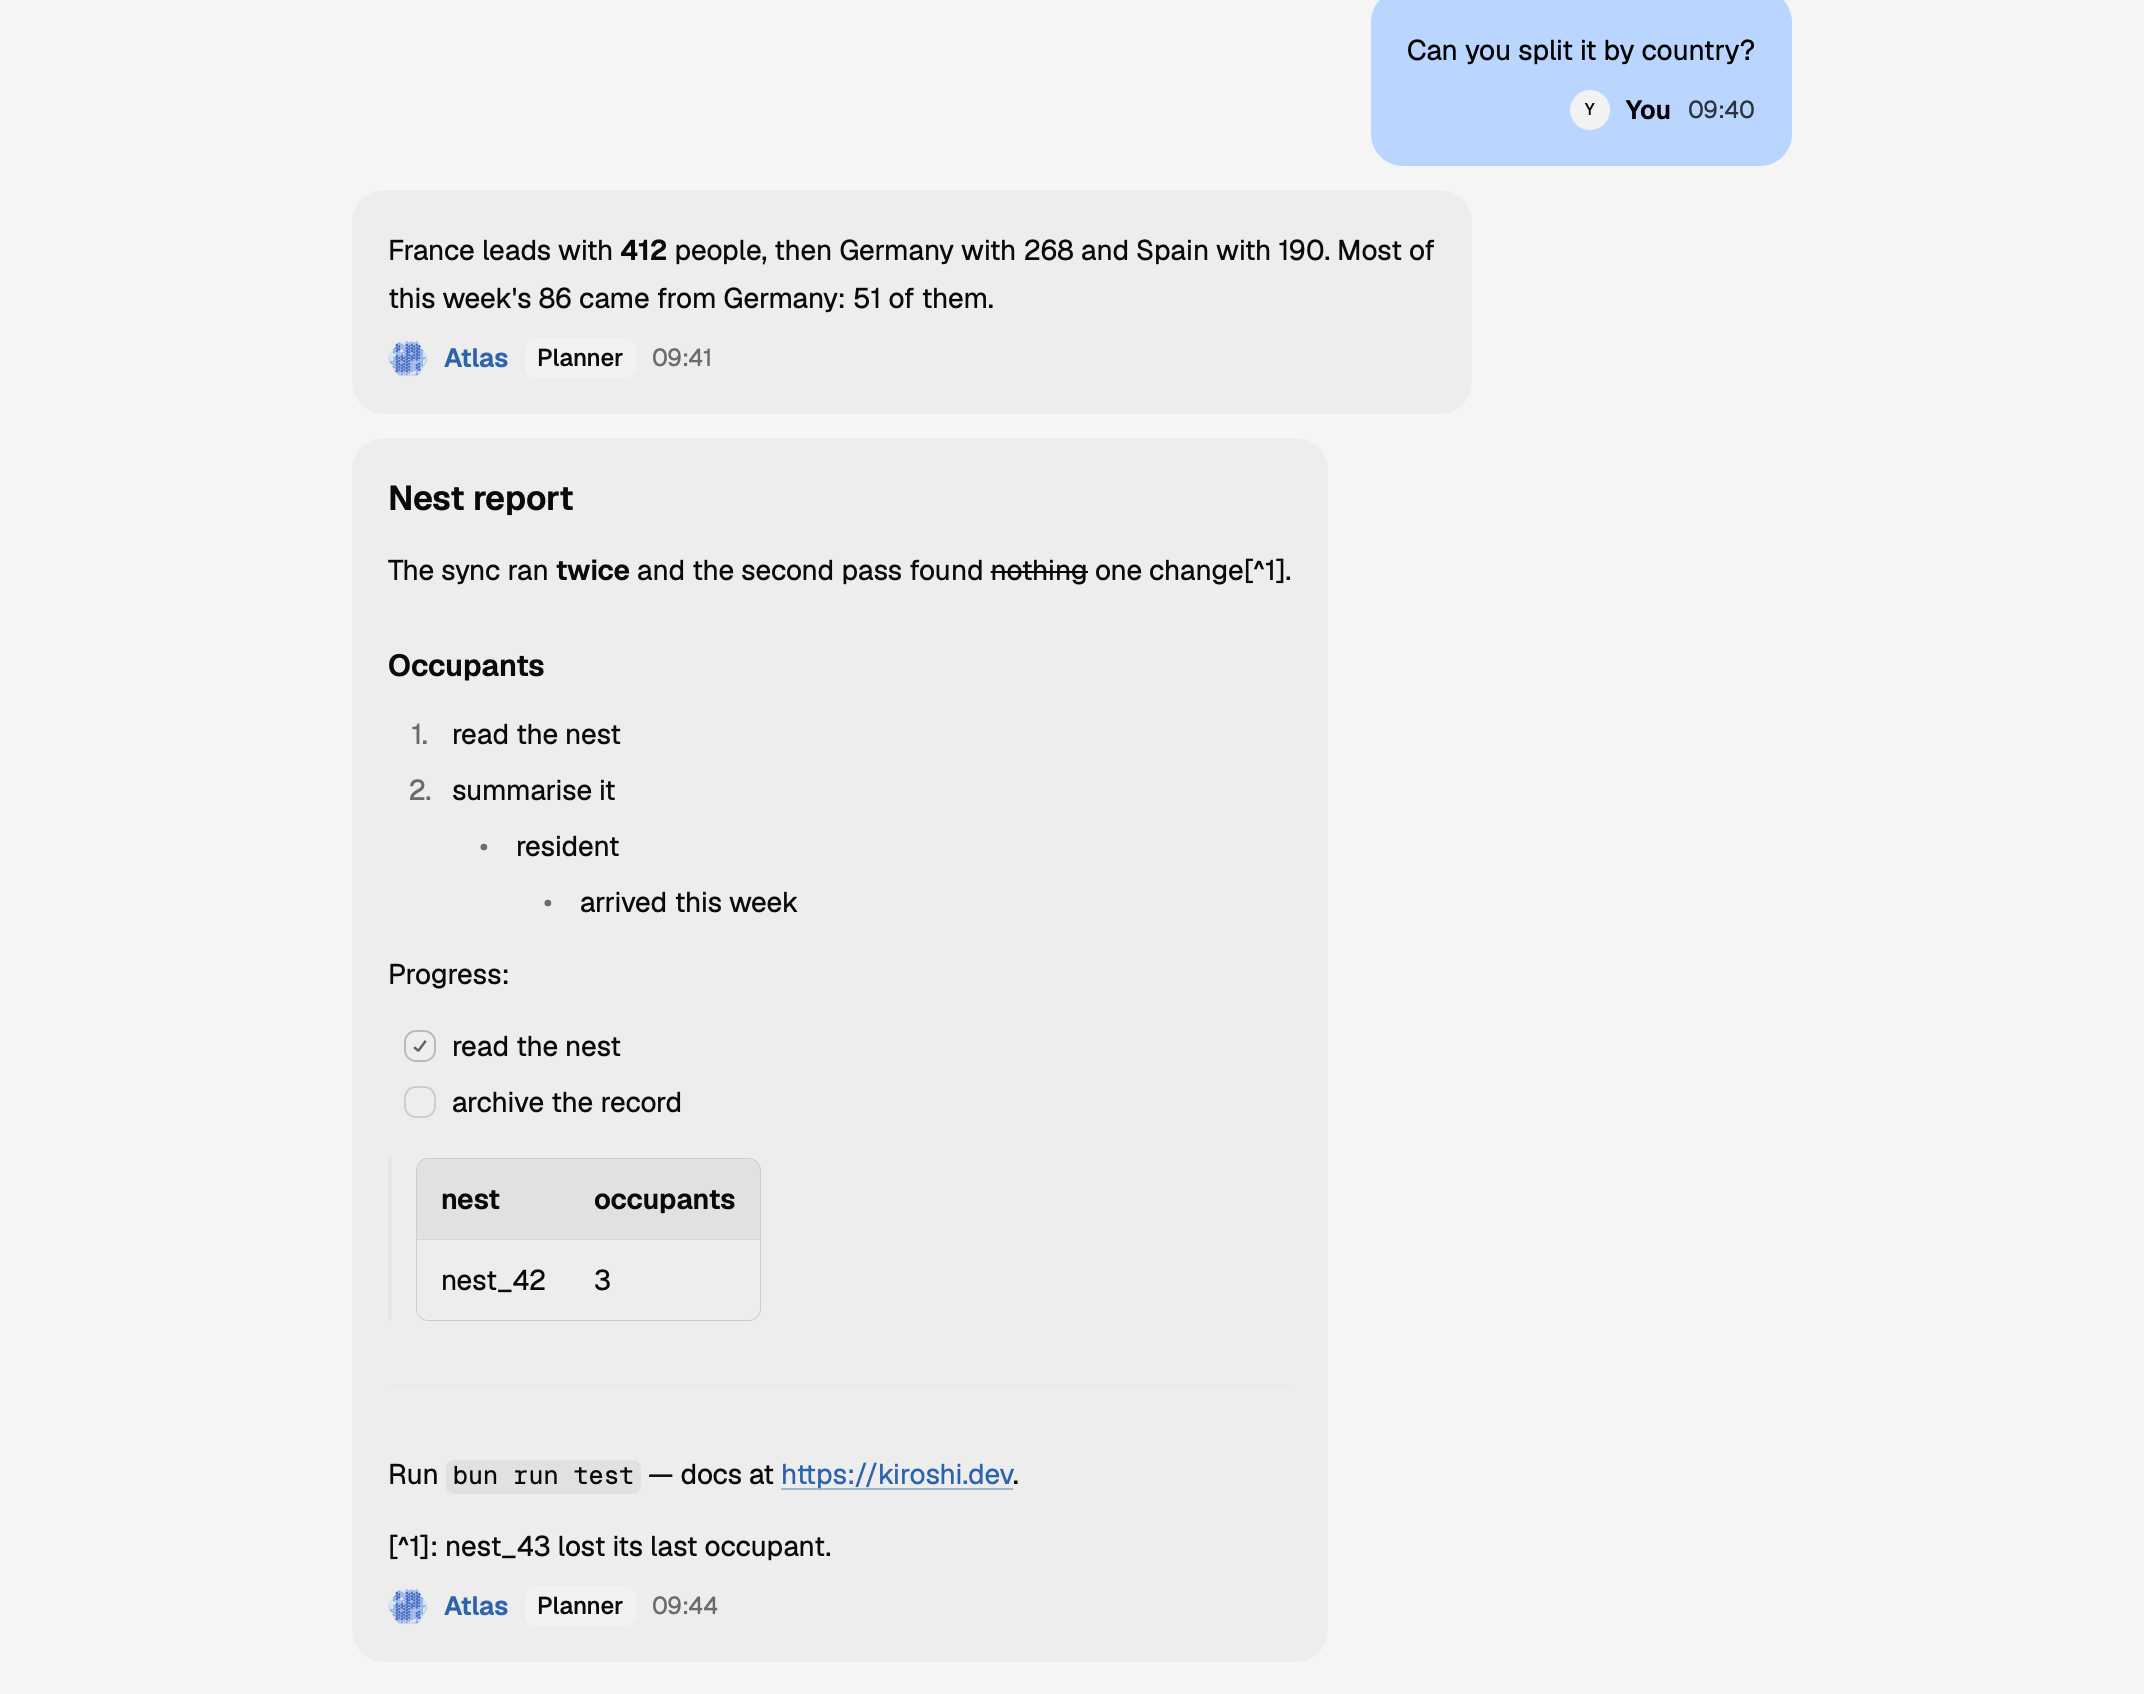 Can you split it by country?
Y You 09:40
France leads with 412 people, then Germany with 268 and Spain with 190. Most of
this week's 86 came from Germany: 51 of them.
Atlas Planner 09:41
Nest report
The sync ran twice and the second pass found nothing one change[^1].
Occupants
1. read the nest
2. summarise it
• resident
• arrived this week
Progress:
read the nest
archive the record
nest occupants
nest_42 3
Run bun run test — docs at https://kiroshi.dev.
[^1]: nest_43 lost its last occupant.
Atlas Planner 09:44